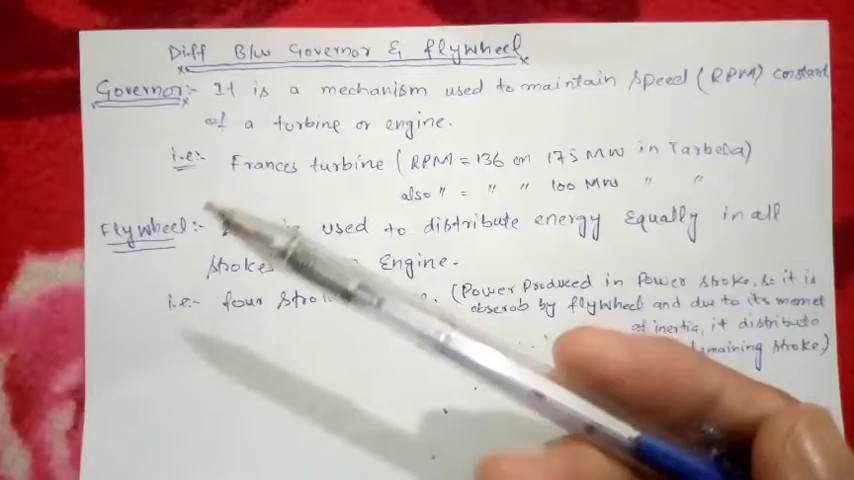 Diff B/w Governor & flywheel
Governor:- It is a mechanism used to maintain speed (RPM) constant
of a turbine or engine.
i.e:- Frances turbine (RPM = 136 on 175 MW in Tarbela)
also " = " " 100 MW " "
Flywheel:- used to distribute energy Equally in all
strokes Engine.
i.e:- four (Power Produced in Power stroke, so it is
obserob by flywheel and due to its momet
of inertia, it distribute
remaining stroke.)